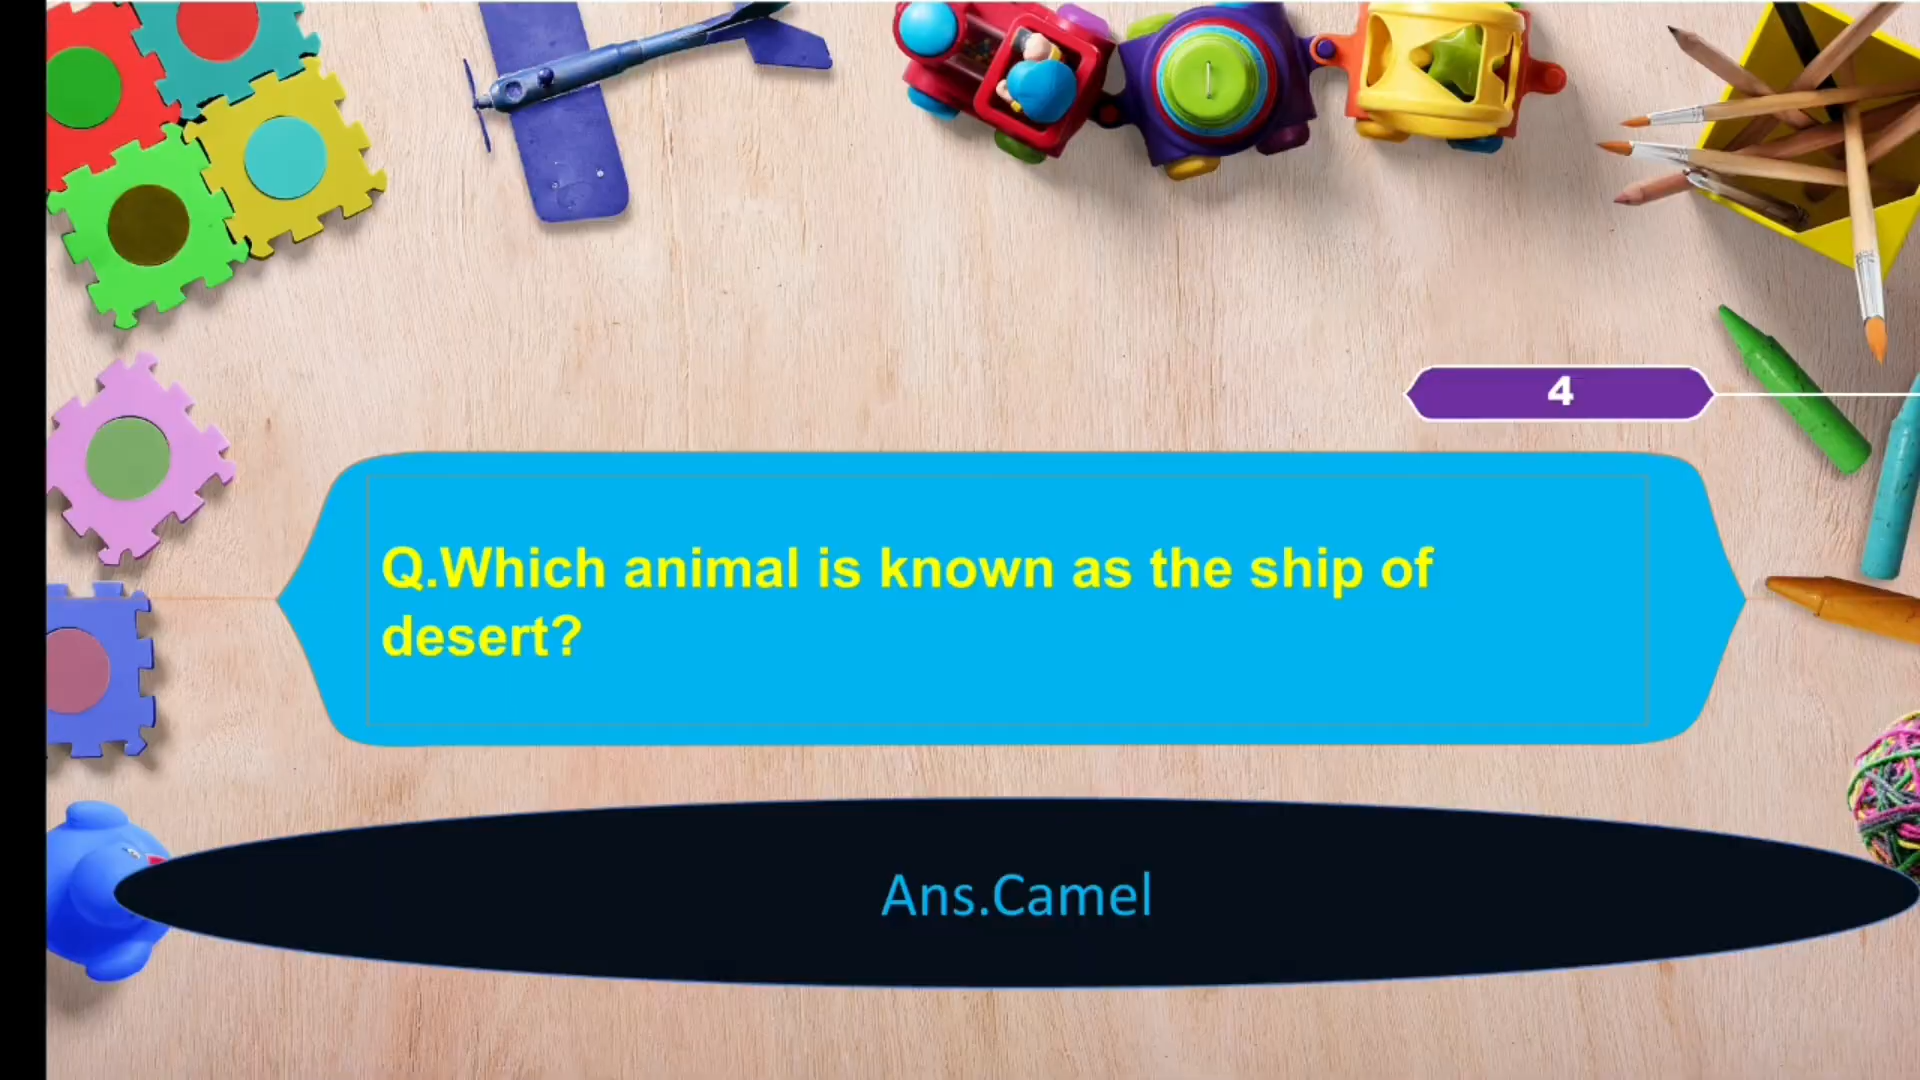 4
Q.Which animal is known as the ship of
desert?
Ans.Camel